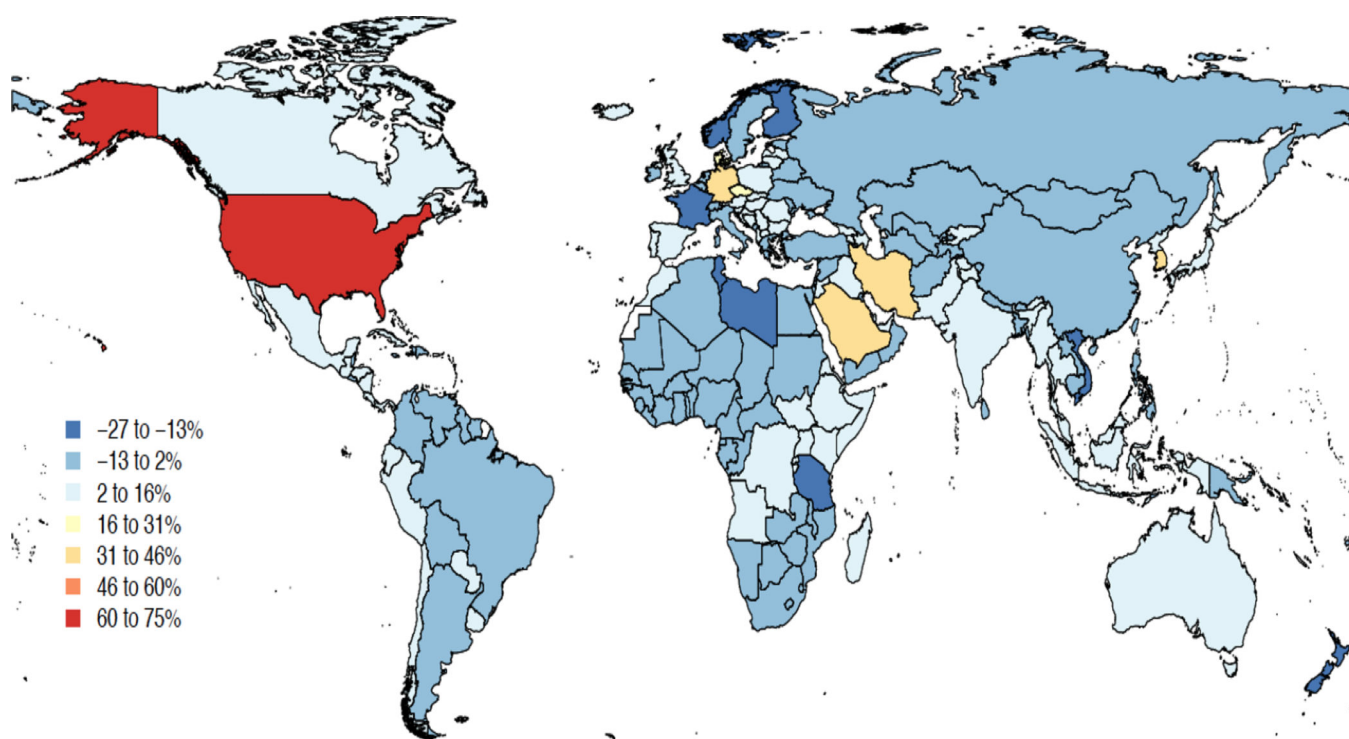 −27 to −13%
−13 to 2%
2 to 16%
16 to 31%
31 to 46%
46 to 60%
60 to 75%